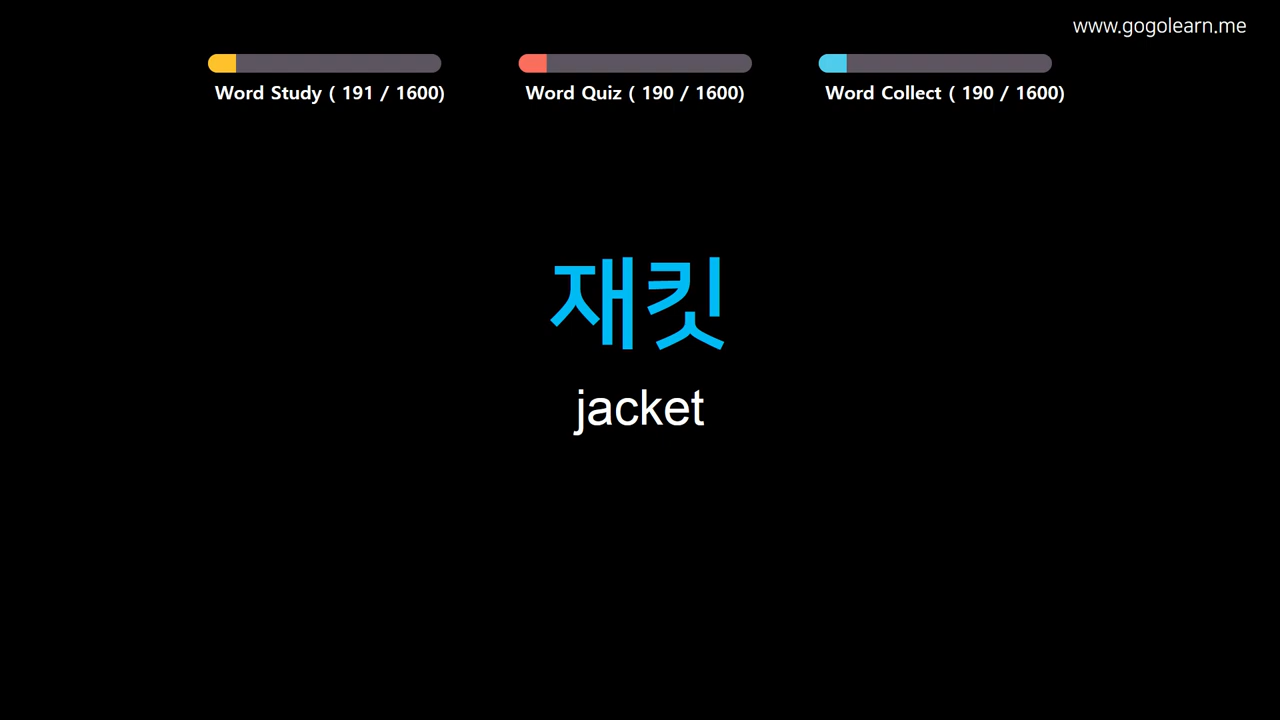 www.gogolearn.me
Word Study ( 191 / 1600)
Word Quiz ( 190 / 1600)
Word Collect ( 190 / 1600)
재킷
jacket